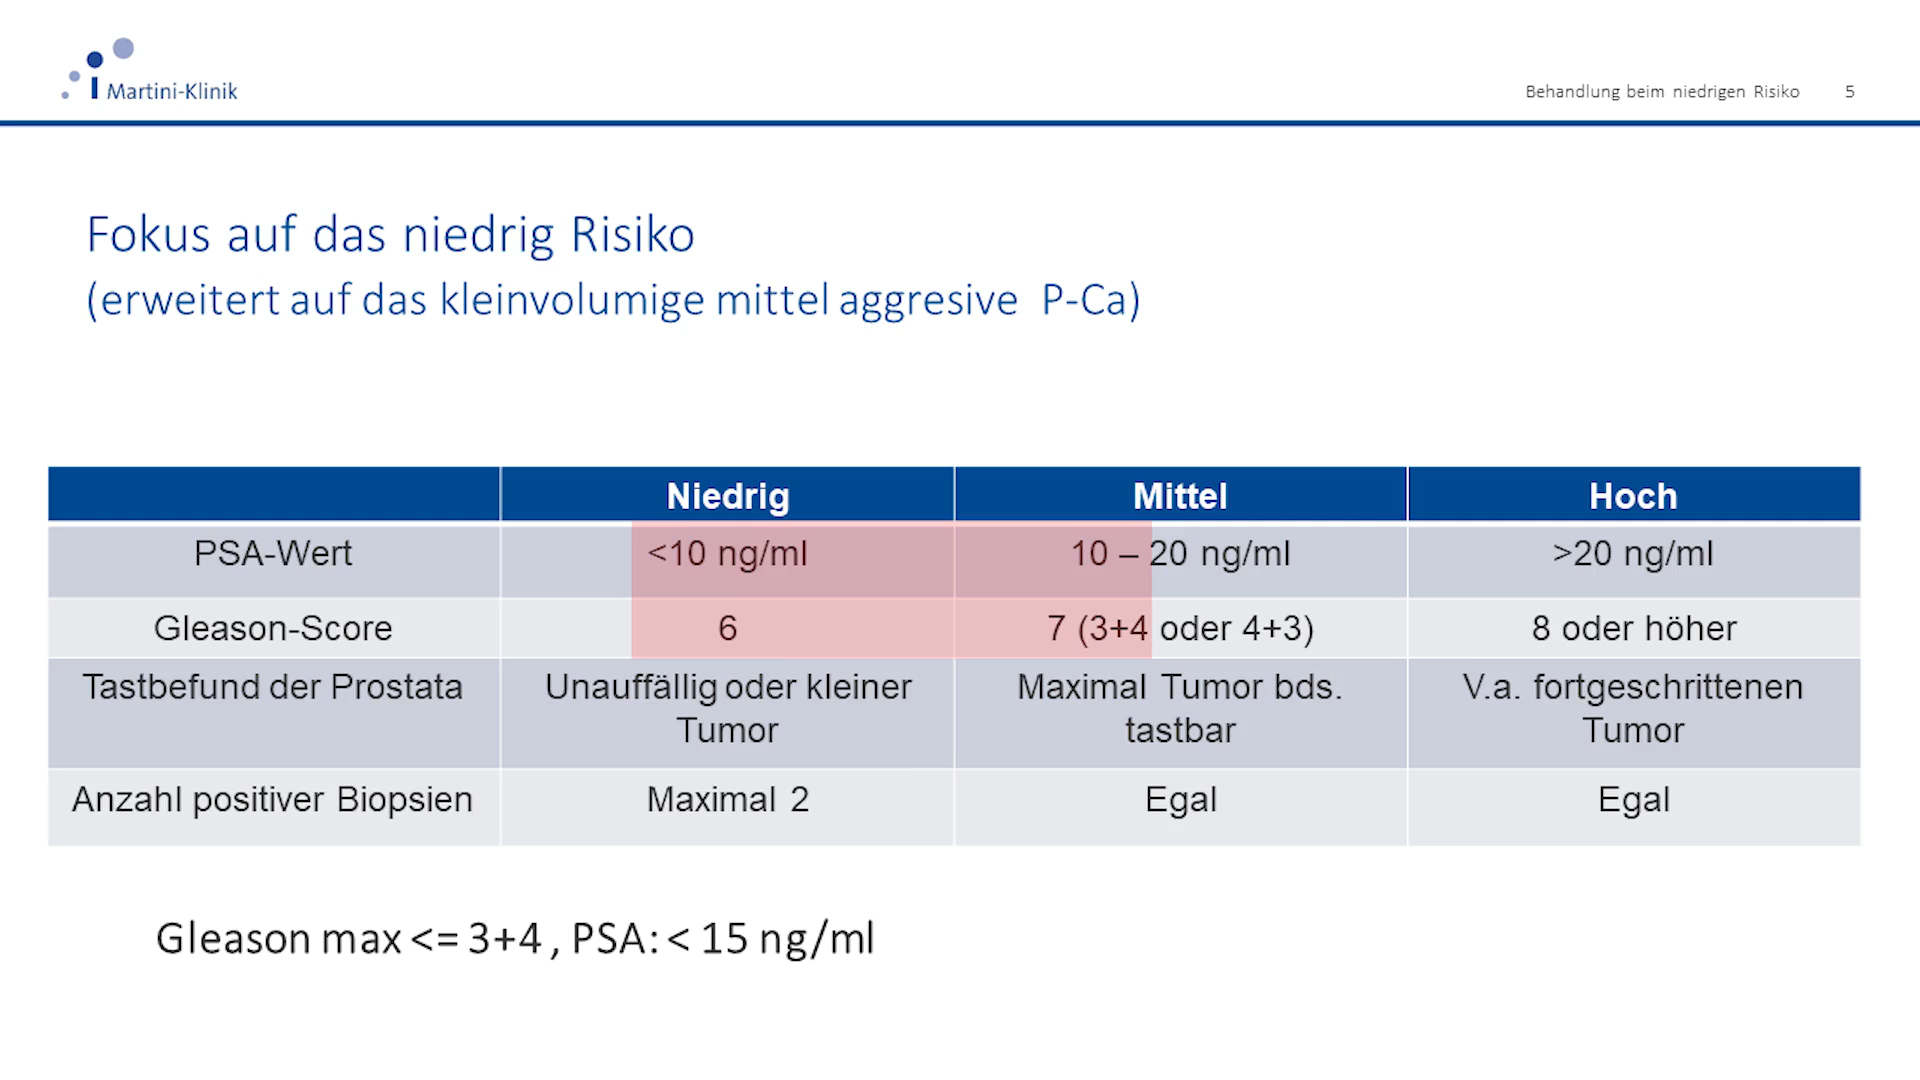 Martini-Klinik
Behandlung beim niedrigen Risiko 5
Fokus auf das niedrig Risiko
(erweitert auf das kleinvolumige mittel aggresive P-Ca)
Niedrig Mittel Hoch
PSA-Wert <10 ng/ml 10 – 20 ng/ml >20 ng/ml
Gleason-Score 6 7 (3+4 oder 4+3) 8 oder höher
Tastbefund der Prostata Unauffällig oder kleiner Maximal Tumor bds. V.a. fortgeschrittenen
Tumor tastbar Tumor
Anzahl positiver Biopsien Maximal 2 Egal Egal
Gleason max <= 3+4 , PSA: < 15 ng/ml